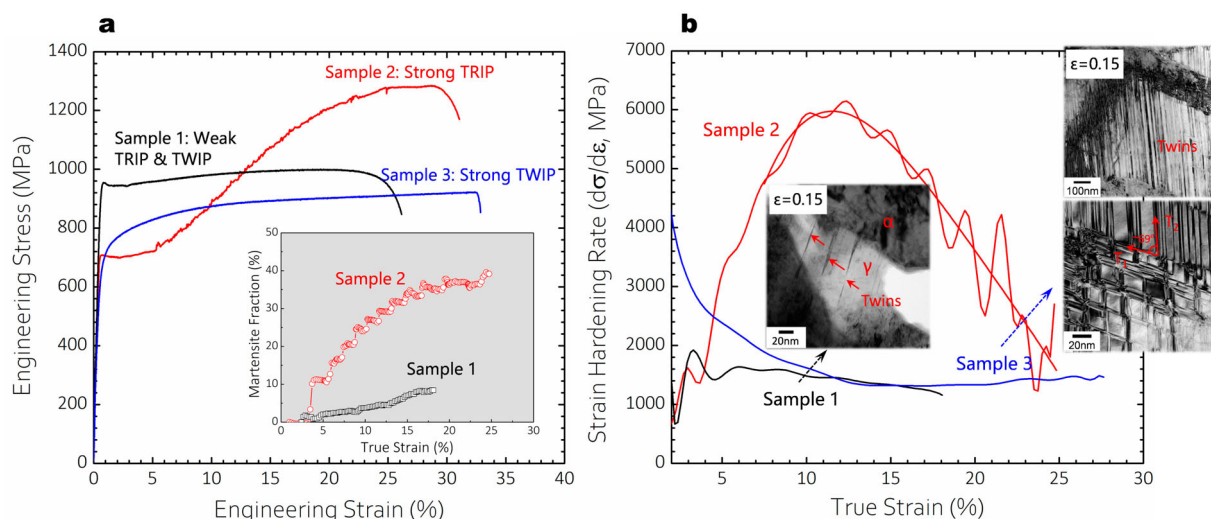 a
1400
1200
1000
800
600
400
200
0
Engineering Stress (MPa)
0 5 10 15 20 25 30 35 40
Engineering Strain (%)
Sample 2: Strong TRIP
Sample 1: Weak
TRIP & TWIP
Sample 3: Strong TWIP
50
40
30
20
10
0
Martensite Fraction (%)
Sample 2
Sample 1
0 5 10 15 20 25 30
True Strain (%)
b
7000
6000
5000
4000
3000
2000
1000
0
Strain Hardening Rate (dσ/dε, MPa)
5 10 15 20 25 30
True Strain (%)
Sample 2
ε=0.15
α
γ
Twins
20nm
Sample 3
Sample 1
ε=0.15
Twins
100nm
T2
T1
20nm